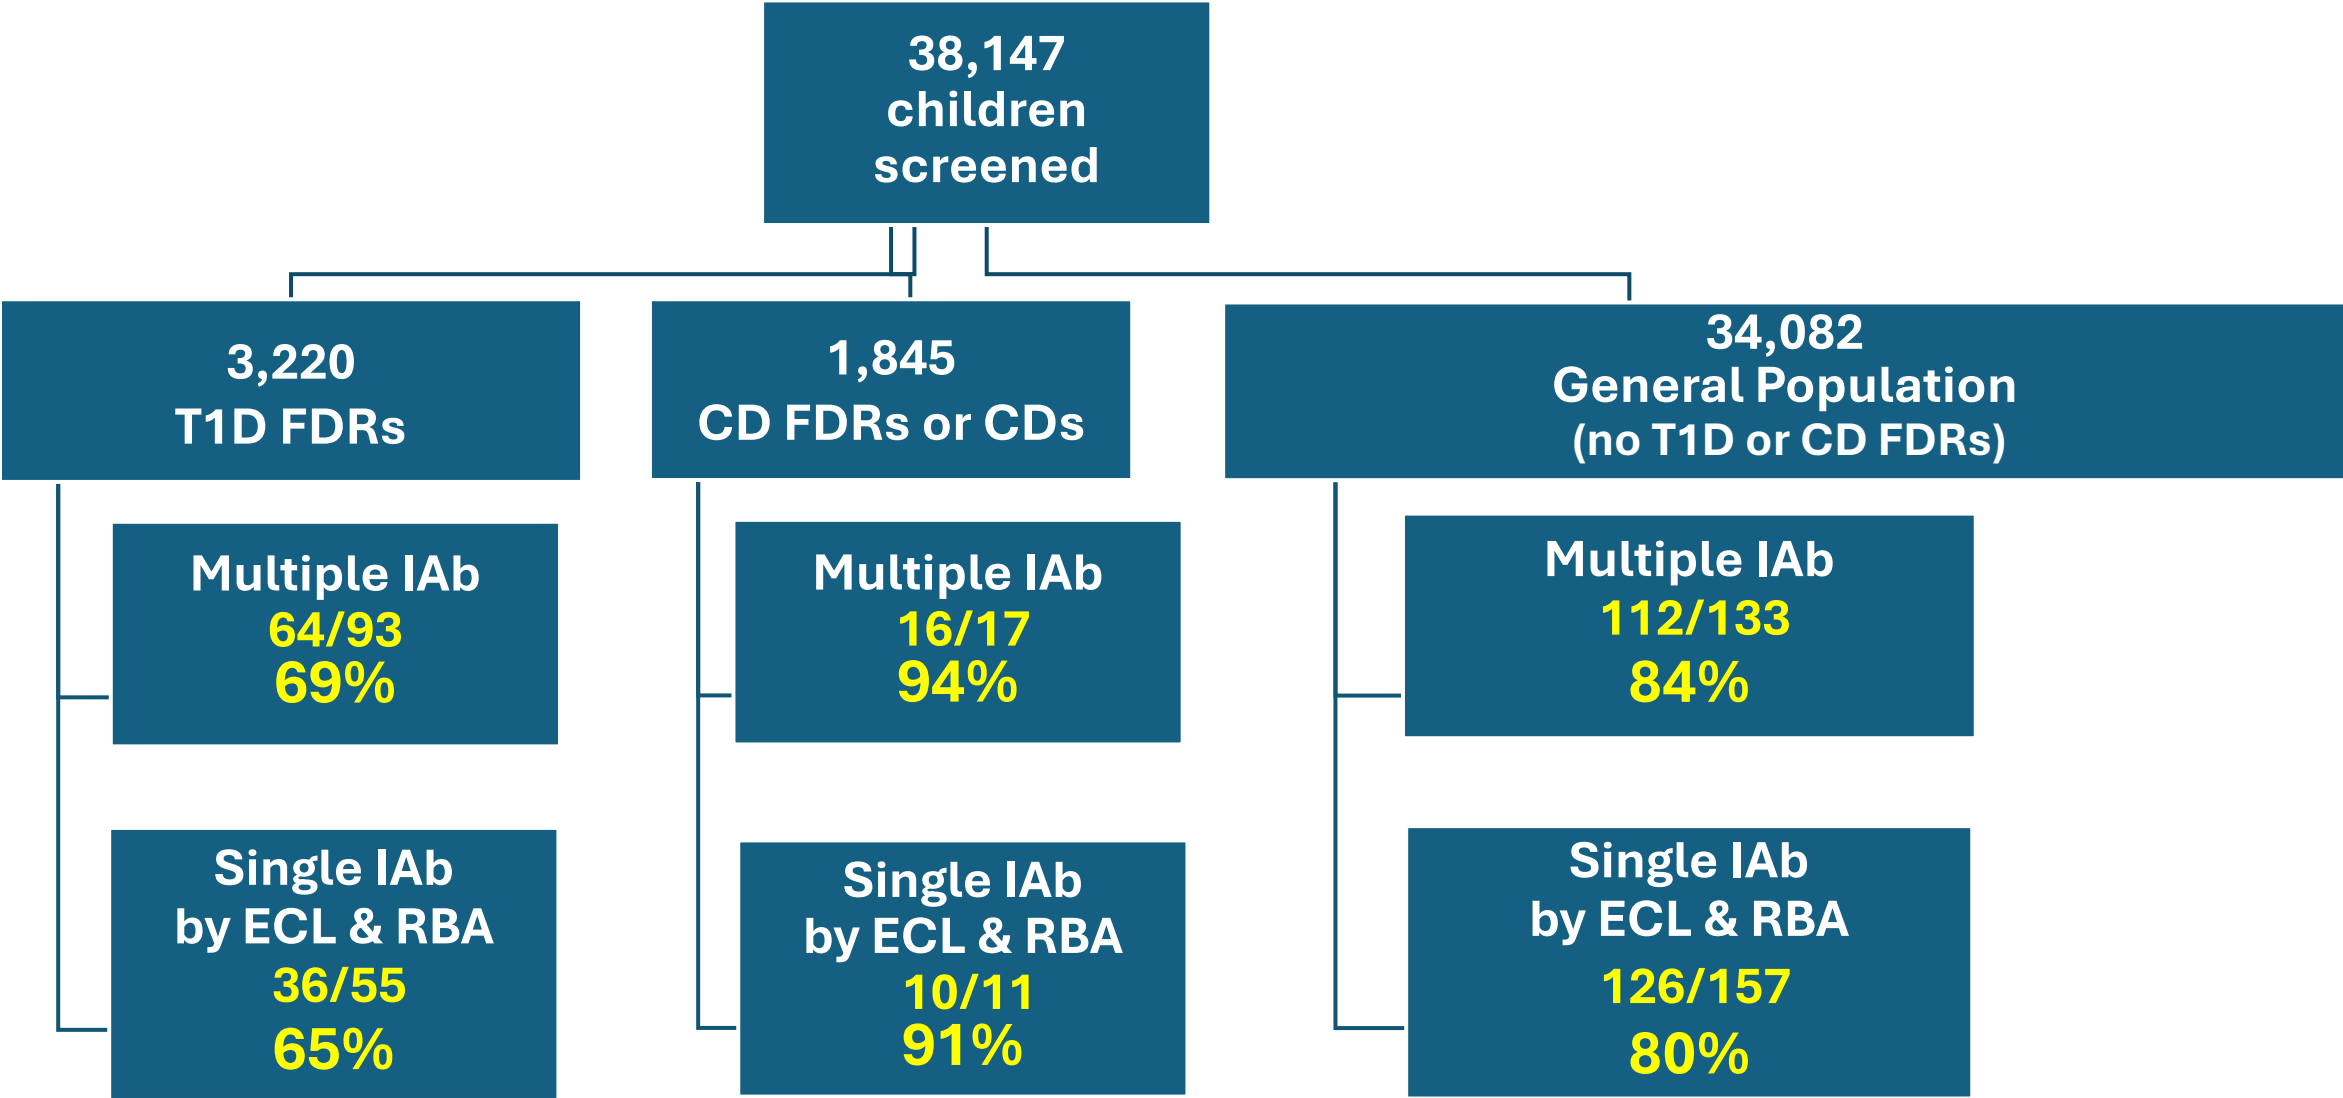 38,147
children
screened
3,220
T1D FDRs
1,845
CD FDRs or CDs
34,082
General Population
(no T1D or CD FDRs)
Multiple IAb
64/93
69%
Multiple IAb
16/17
94%
Multiple IAb
112/133
84%
Single IAb
by ECL & RBA
36/55
65%
Single IAb
by ECL & RBA
10/11
91%
Single IAb
by ECL & RBA
126/157
80%